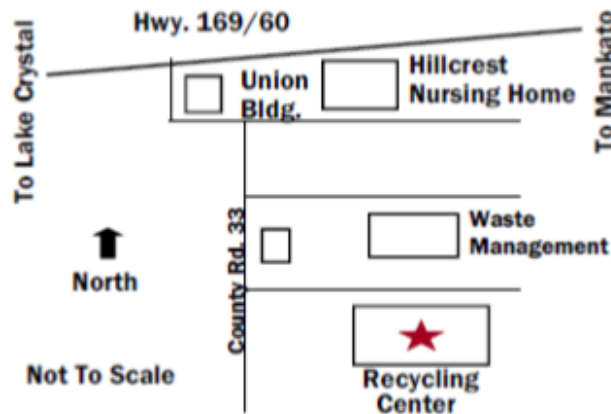 Hwy. 169/60
To Lake Crystal
To Mankato
Union
Bldg.
Hillcrest
Nursing Home
County Rd. 33
Waste
Management
North
Not To Scale
Recycling
Center